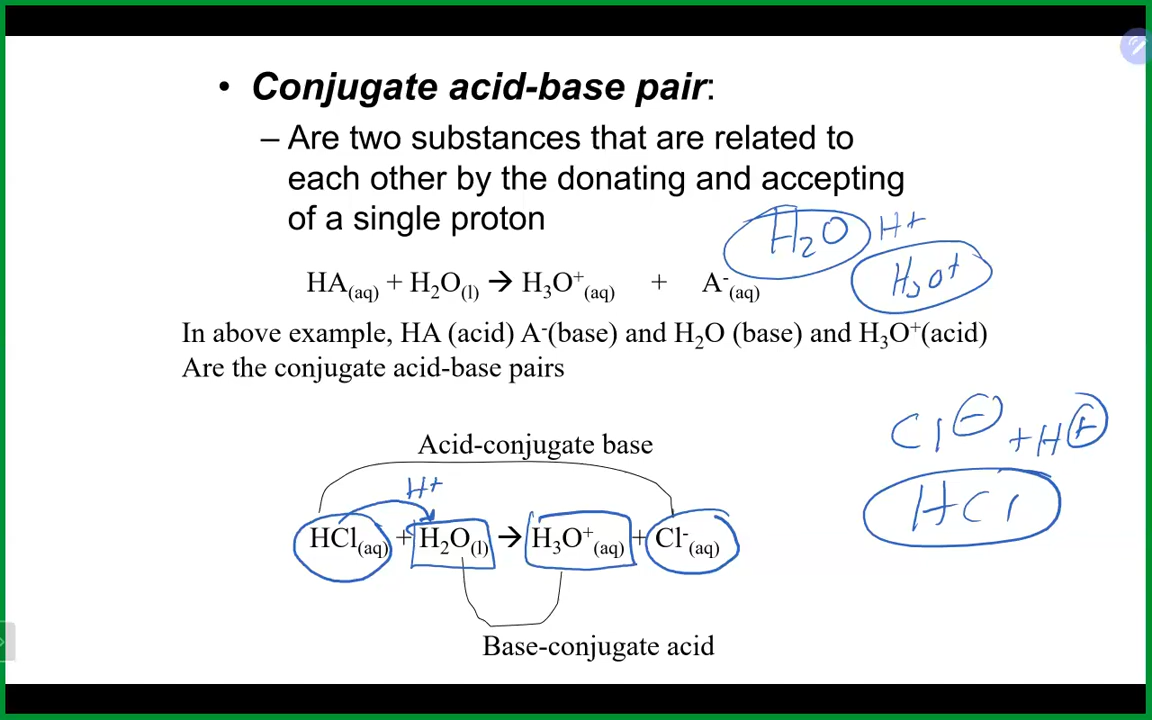 • Conjugate acid-base pair:
– Are two substances that are related to
each other by the donating and accepting
of a single proton
H₂O H+
H₃O+
HA(aq) + H₂O(l) → H₃O⁺(aq) + A⁻(aq)
In above example, HA (acid) A⁻(base) and H₂O (base) and H₃O⁺(acid)
Are the conjugate acid-base pairs
Cl⊖ + H⊕
HCl
Acid-conjugate base
H+
HCl(aq) + H₂O(l) → H₃O⁺(aq) + Cl⁻(aq)
Base-conjugate acid